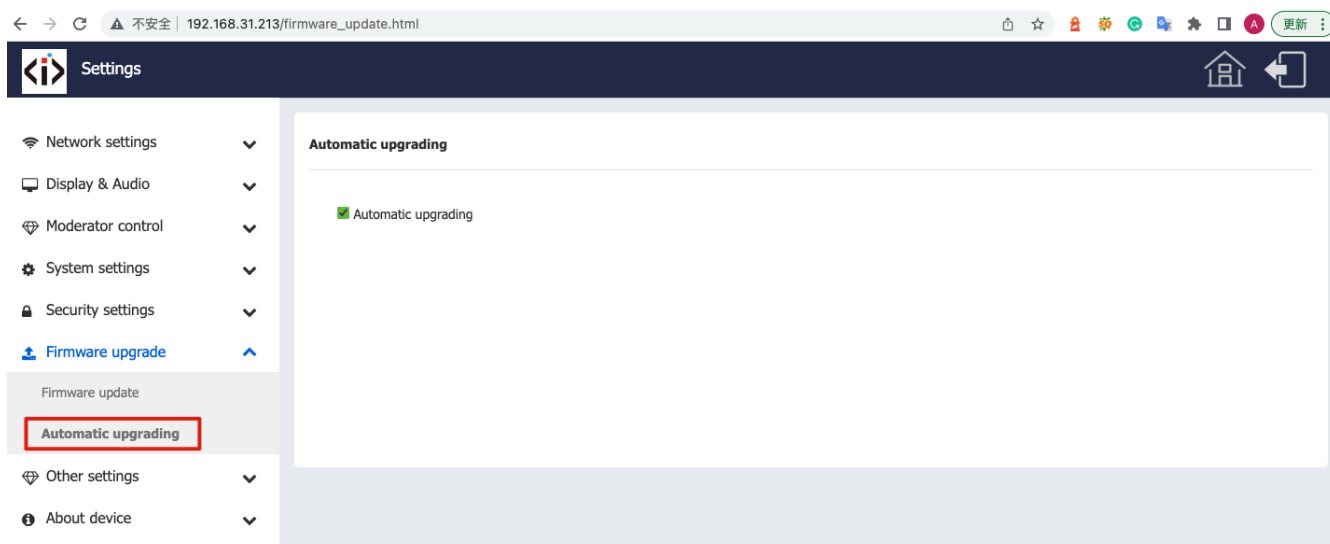 不安全 | 192.168.31.213/firmware_update.html
A
更新
<i>
Settings
Network settings
Display & Audio
Moderator control
System settings
Security settings
Firmware upgrade
Firmware update
Automatic upgrading
Other settings
About device
Automatic upgrading
Automatic upgrading